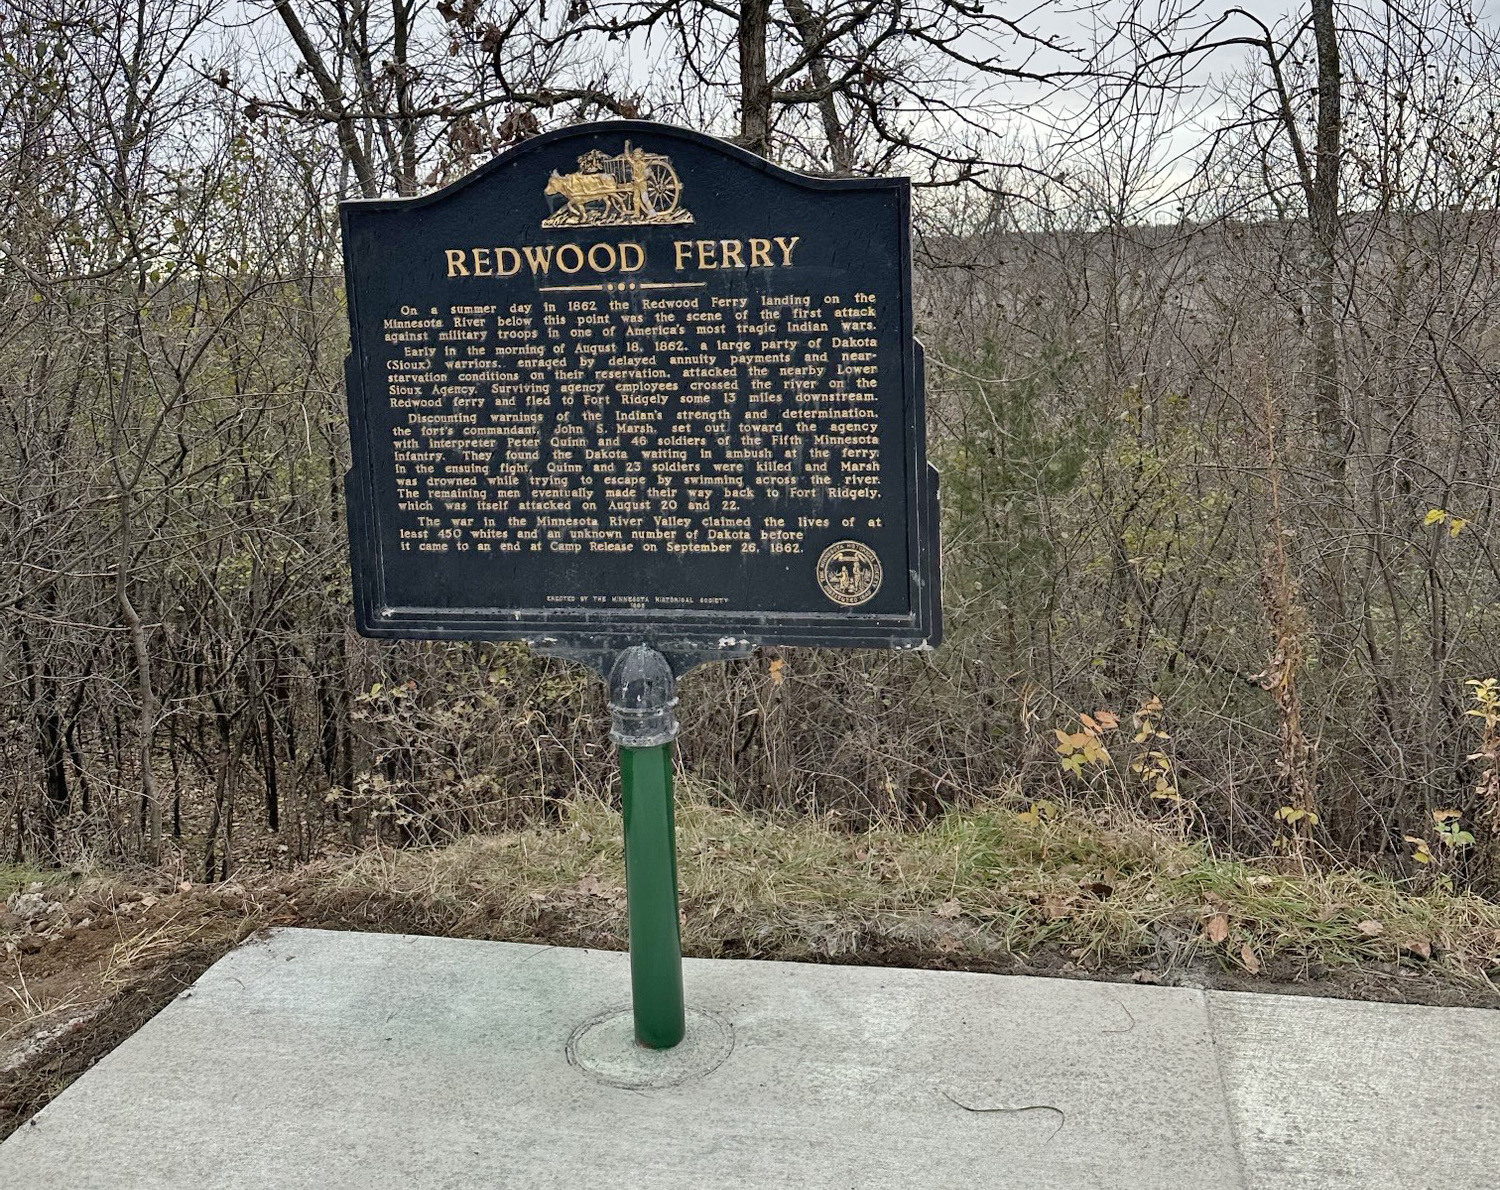 REDWOOD FERRY
On a summer day in 1862 the Redwood Ferry landing on the
Minnesota River below this point was the scene of the first attack
against military troops in one of America's most tragic Indian wars.
Early in the morning of August 18, 1862, a large party of Dakota
(Sioux) warriors, enraged by delayed annuity payments and near-
starvation conditions on their reservation, attacked the nearby Lower
Sioux Agency. Surviving agency employees crossed the river on the
Redwood ferry and fled to Fort Ridgely some 13 miles downstream.
Discounting warnings of the Indian's strength and determination,
the fort's commandant, John S. Marsh, set out toward the agency
with interpreter Peter Quinn and 46 soldiers of the Fifth Minnesota
Infantry. They found the Dakota waiting in ambush at the ferry.
In the ensuing fight, Quinn and 23 soldiers were killed and Marsh
was drowned while trying to escape by swimming across the river.
The remaining men eventually made their way back to Fort Ridgely,
which was itself attacked on August 20 and 22.
The war in the Minnesota River Valley claimed the lives of at
least 450 whites and an unknown number of Dakota before
it came to an end at Camp Release on September 26, 1862.
ERECTED BY THE MINNESOTA HISTORICAL SOCIETY